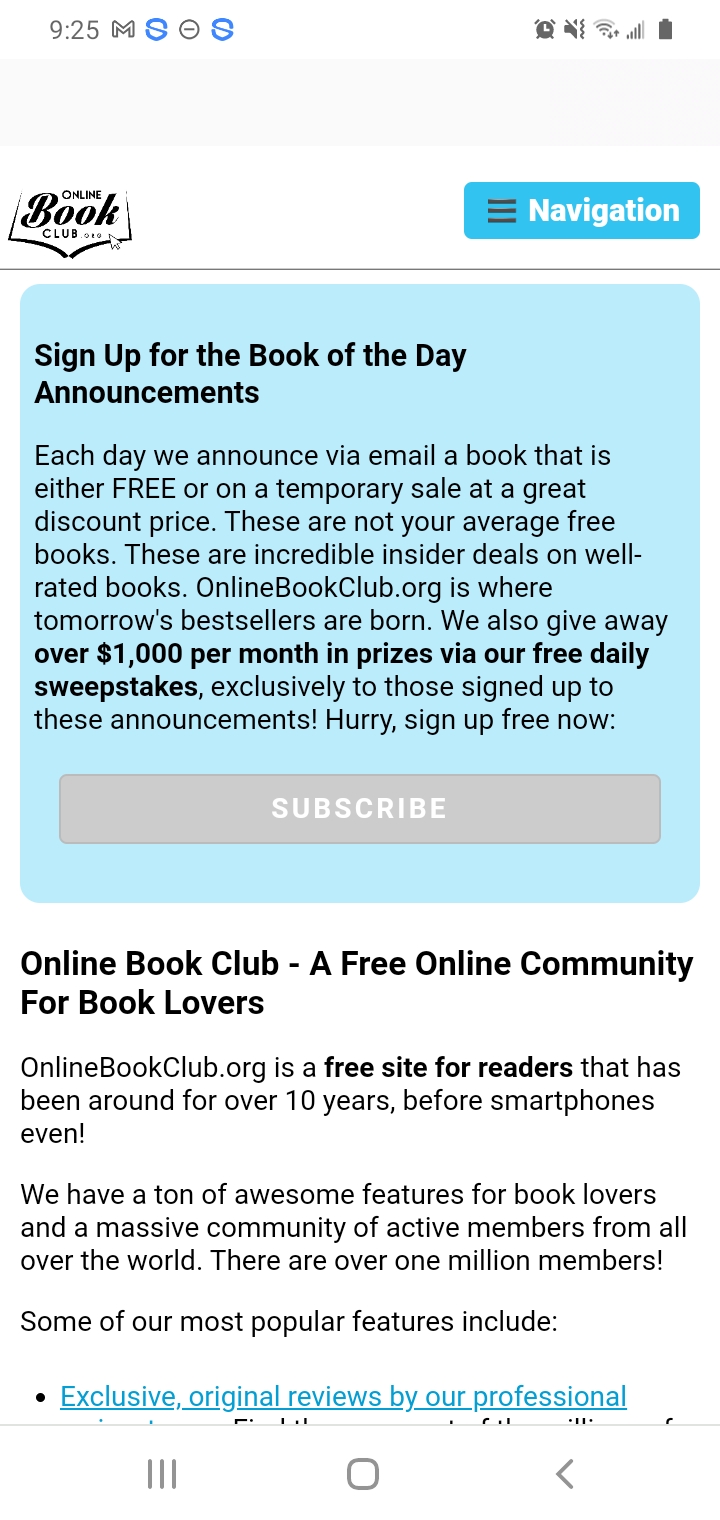 9:25
ONLINE
Book
CLUB.ORG
Navigation
Sign Up for the Book of the Day
Announcements
Each day we announce via email a book that is
either FREE or on a temporary sale at a great
discount price. These are not your average free
books. These are incredible insider deals on well-
rated books. OnlineBookClub.org is where
tomorrow's bestsellers are born. We also give away
over $1,000 per month in prizes via our free daily
sweepstakes, exclusively to those signed up to
these announcements! Hurry, sign up free now:
SUBSCRIBE
Online Book Club - A Free Online Community
For Book Lovers
OnlineBookClub.org is a free site for readers that has
been around for over 10 years, before smartphones
even!
We have a ton of awesome features for book lovers
and a massive community of active members from all
over the world. There are over one million members!
Some of our most popular features include:
• Exclusive, original reviews by our professional